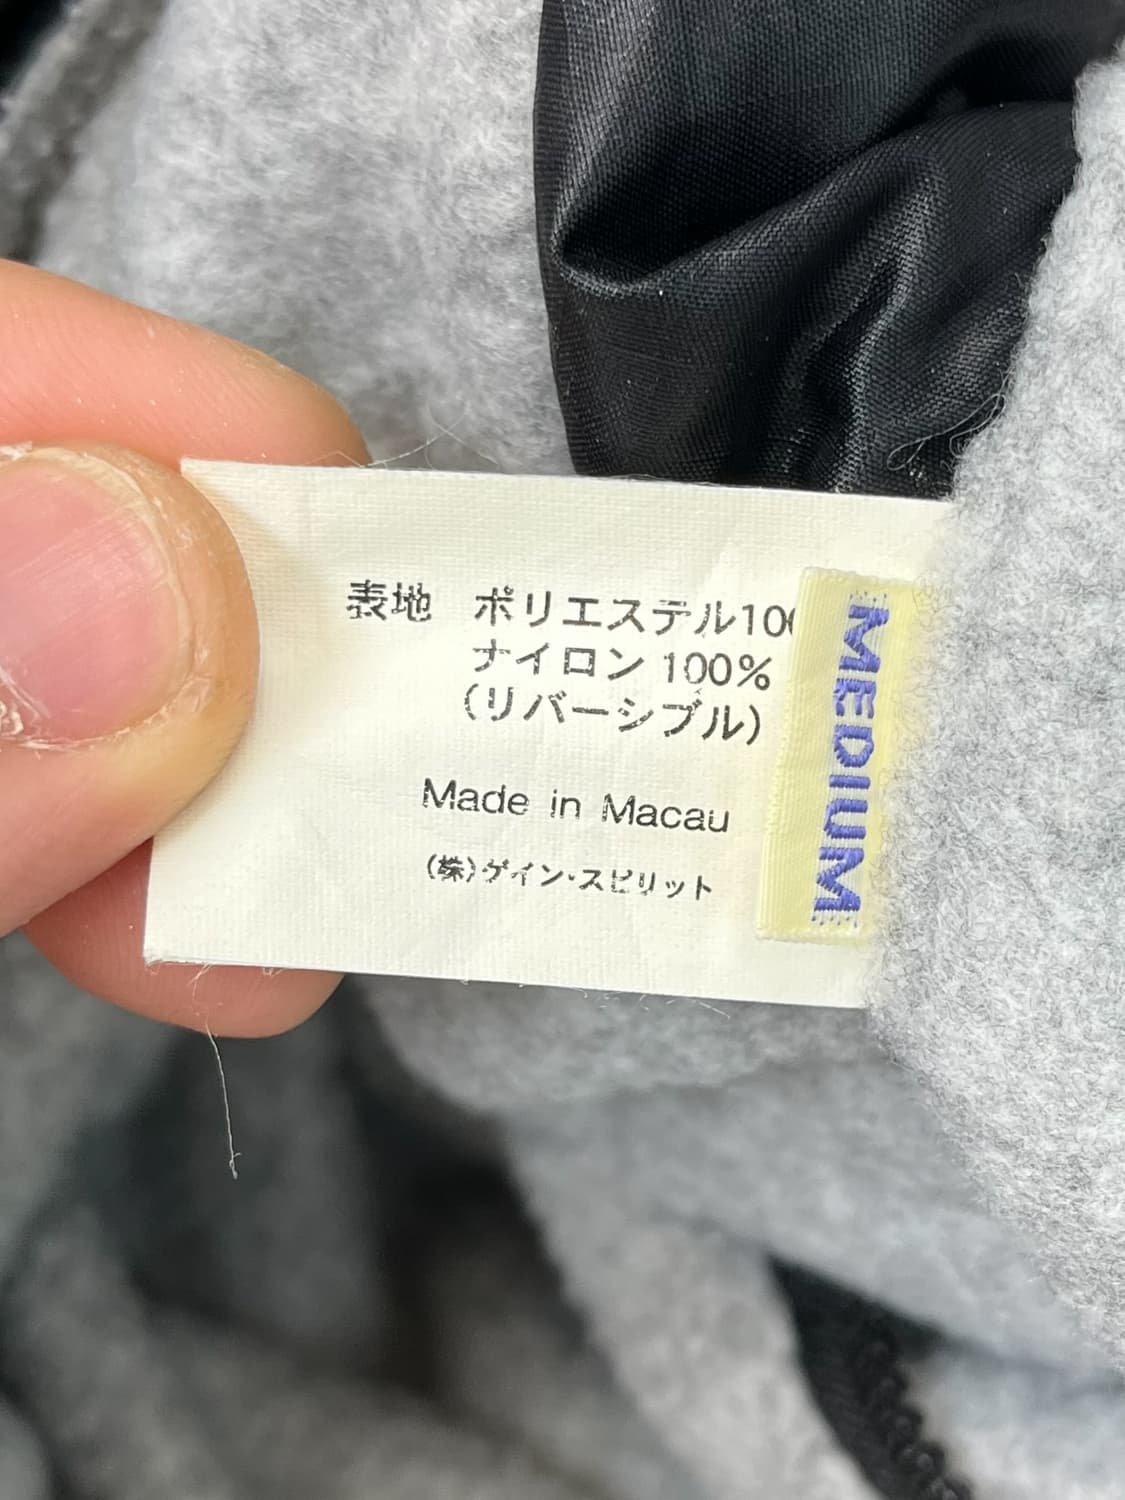 表地 ポリエステル100
ナイロン 100%
(リバーシブル)
Made in Macau
(株)ゲイン・スピリット
MEDIUM